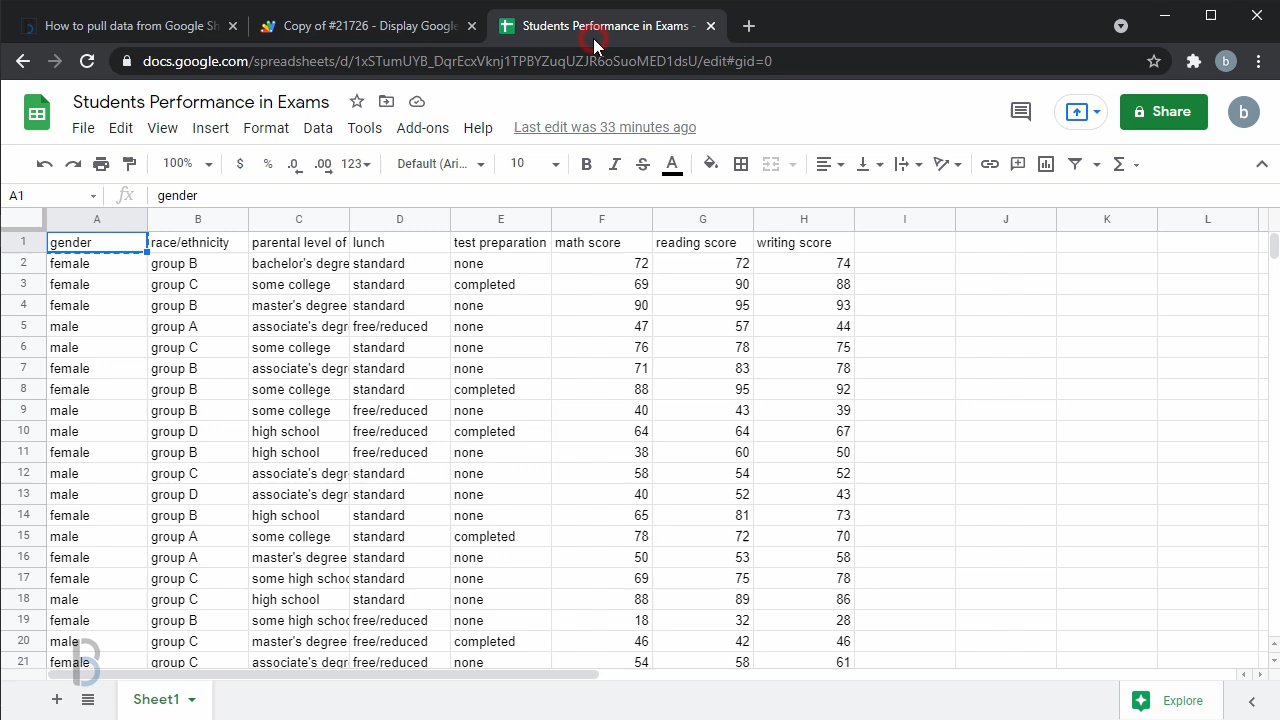 How to pull data from Google Sh
Copy of #21726 - Display Google
Students Performance in Exams -
docs.google.com/spreadsheets/d/1xSTumUYB_DqrEcxVknj1TPBYZuqUZJR6oSuoMED1dsU/edit#gid=0
b
Students Performance in Exams
Share
b
File Edit View Insert Format Data Tools Add-ons Help Last edit was 33 minutes ago
100% $ % .0 .00 123 Default (Ari... 10 B I S A
A1 fx gender
A B C D E F G H I J K L
1 gender race/ethnicity parental level of lunch test preparation math score reading score writing score
2 female group B bachelor's degre standard none 72 72 74
3 female group C some college standard completed 69 90 88
4 female group B master's degree standard none 90 95 93
5 male group A associate's degr free/reduced none 47 57 44
6 male group C some college standard none 76 78 75
7 female group B associate's degr standard none 71 83 78
8 female group B some college standard completed 88 95 92
9 male group B some college free/reduced none 40 43 39
10 male group D high school free/reduced completed 64 64 67
11 female group B high school free/reduced none 38 60 50
12 male group C associate's degr standard none 58 54 52
13 male group D associate's degr standard none 40 52 43
14 female group B high school standard none 65 81 73
15 male group A some college standard completed 78 72 70
16 female group A master's degree standard none 50 53 58
17 female group C some high schoo standard none 69 75 78
18 male group C high school standard none 88 89 86
19 female group B some high schoo free/reduced none 18 32 28
20 male group C master's degree free/reduced completed 46 42 46
21 female group C associate's degr free/reduced none 54 58 61
Sheet1
Explore